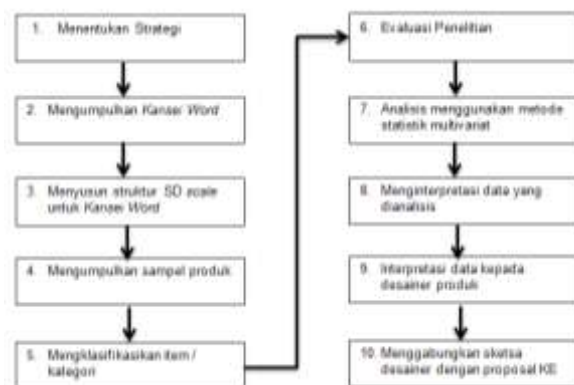 1. Menentukan Strategi
2. Mengumpulkan Kansei Word
3. Menyusun struktur SD scale
untuk Kansei Word
4. Mengumpulkan sampel produk
5. Mengklasifikasikan item /
kategori
6. Evaluasi Penelitian
7. Analisis menggunakan metode
statistik multivariat
8. Menginterpretasi data yang
dianalisis
9. Interpretasi data kepada
desainer produk
10. Menggabungkan sketsa
desainer dengan proposal KE